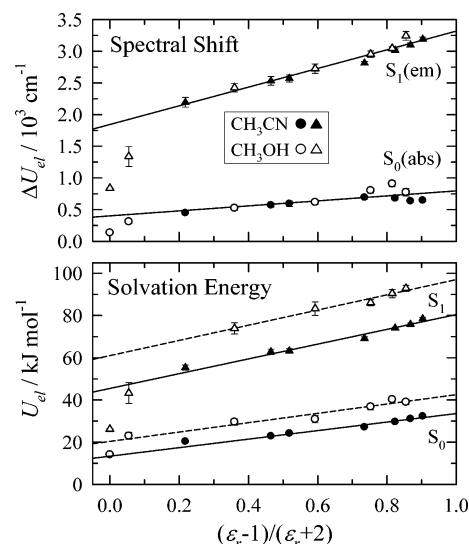 3.5
3.0
2.5
2.0
1.5
1.0
0.5
0.0
ΔU_el / 10³ cm⁻¹
Spectral Shift
S₁(em)
CH₃CN ● ▲
CH₃OH ○ △
S₀(abs)
100
80
60
40
20
0
U_el / kJ mol⁻¹
Solvation Energy
S₁
S₀
0.0 0.2 0.4 0.6 0.8 1.0
(εᵣ-1)/(εᵣ+2)